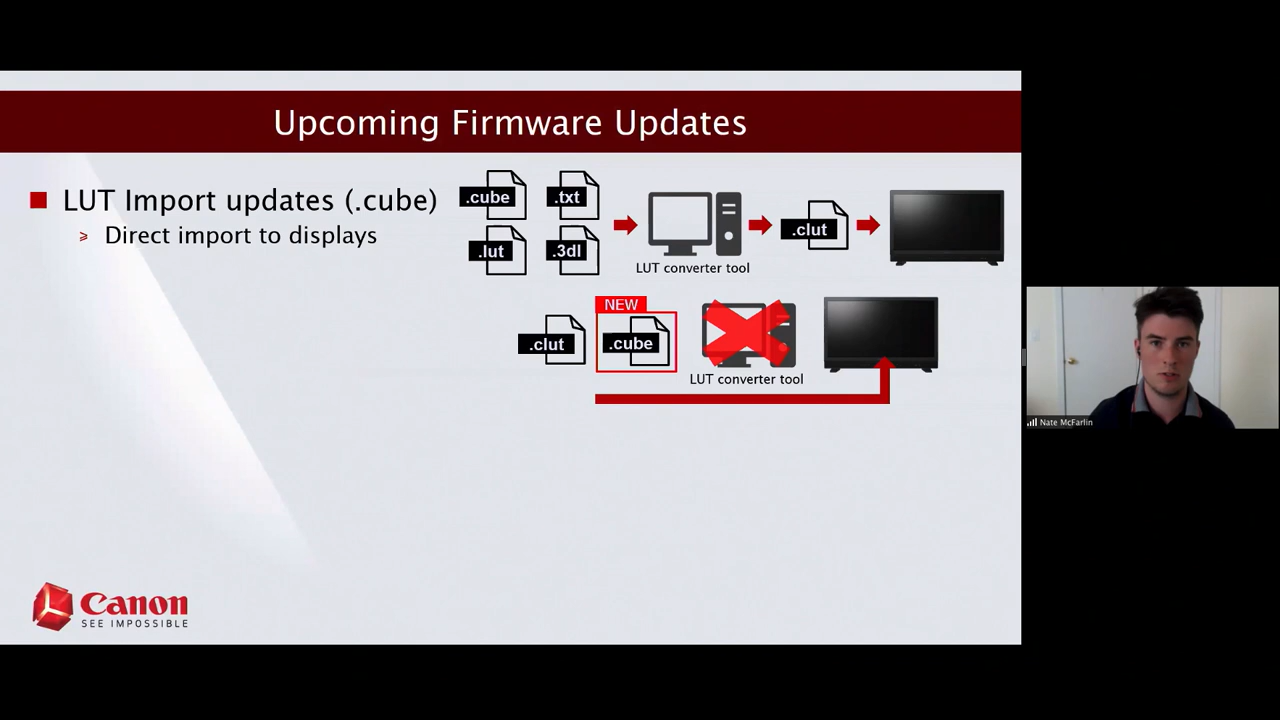 Upcoming Firmware Updates
LUT Import updates (.cube)
Direct import to displays
.cube
.txt
.lut
.3dl
LUT converter tool
.clut
NEW
.clut
.cube
LUT converter tool
Nate McFarlin
Canon
SEE IMPOSSIBLE